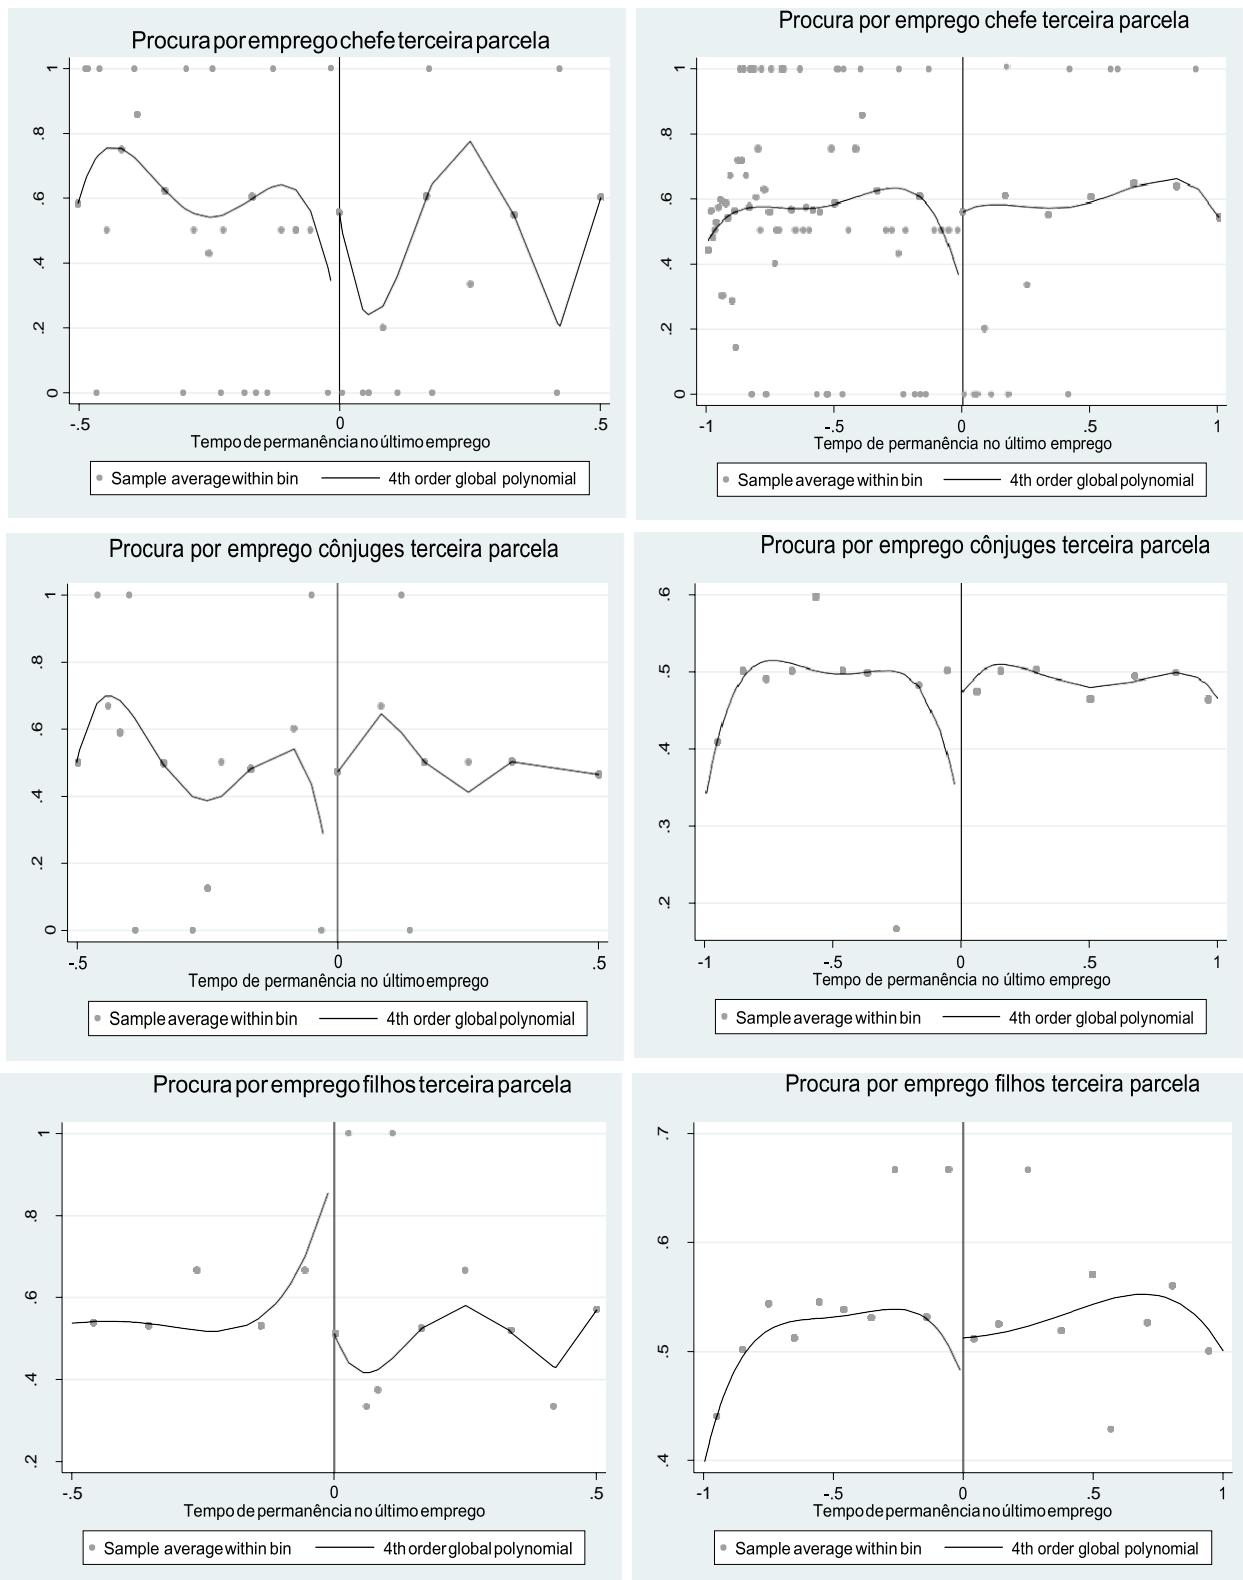 Procura por emprego chefe terceira parcela
1
.8
.6
.4
.2
0
-.5 0 .5
Tempo de permanência no último emprego
Sample average within bin 4th order global polynomial
Procura por emprego chefe terceira parcela
1
.8
.6
.4
.2
0
-1 -.5 0 .5 1
Tempo de permanência no último emprego
Sample average within bin 4th order global polynomial
Procura por emprego cônjuges terceira parcela
1
.8
.6
.4
.2
0
-.5 0 .5
Tempo de permanência no último emprego
Sample average within bin 4th order global polynomial
Procura por emprego cônjuges terceira parcela
.6
.5
.4
.3
.2
-1 -.5 0 .5 1
Tempo de permanência no último emprego
Sample average within bin 4th order global polynomial
Procura por emprego filhos terceira parcela
1
.8
.6
.4
.2
-.5 0 .5
Tempo de permanência no último emprego
Sample average within bin 4th order global polynomial
Procura por emprego filhos terceira parcela
.7
.6
.5
.4
-1 -.5 0 .5 1
Tempo de permanência no último emprego
Sample average within bin 4th order global polynomial